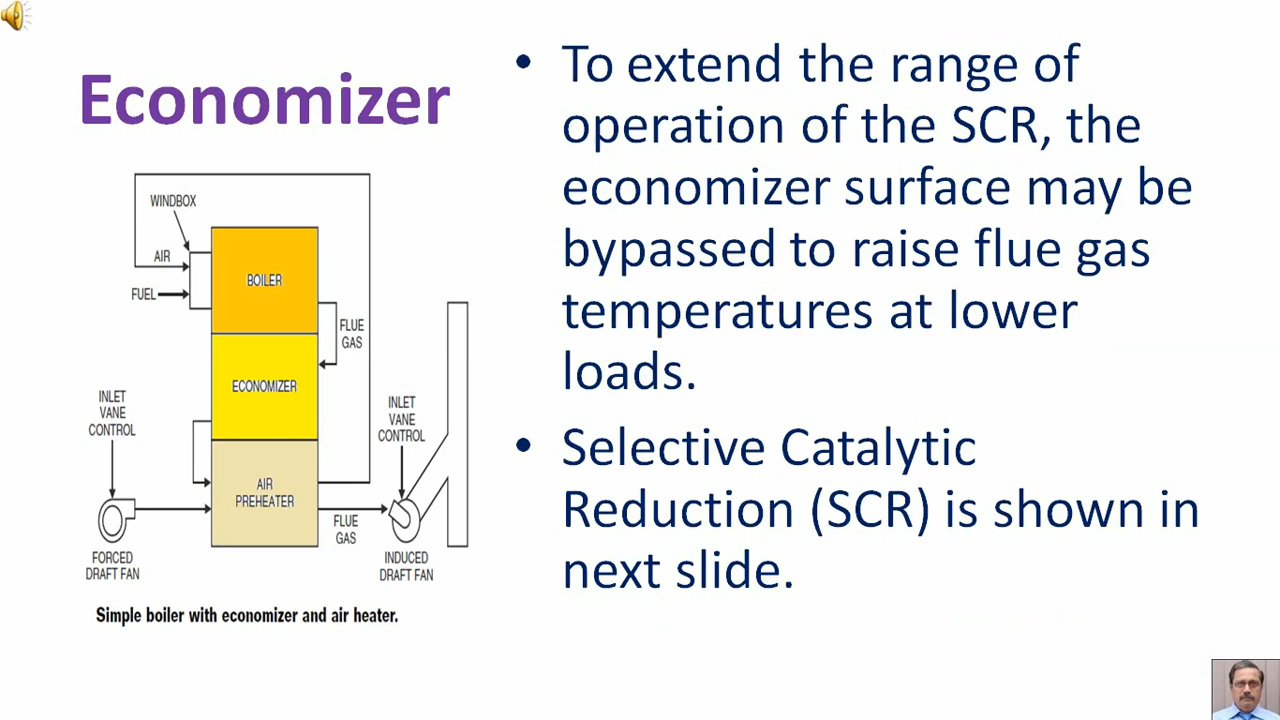 Economizer
WINDBOX
AIR
FUEL
BOILER
FLUE
GAS
ECONOMIZER
INLET
VANE
CONTROL
INLET
VANE
CONTROL
AIR
PREHEATER
FLUE
GAS
FORCED
DRAFT FAN
INDUCED
DRAFT FAN
Simple boiler with economizer and air heater.
• To extend the range of
operation of the SCR, the
economizer surface may be
bypassed to raise flue gas
temperatures at lower
loads.
• Selective Catalytic
Reduction (SCR) is shown in
next slide.